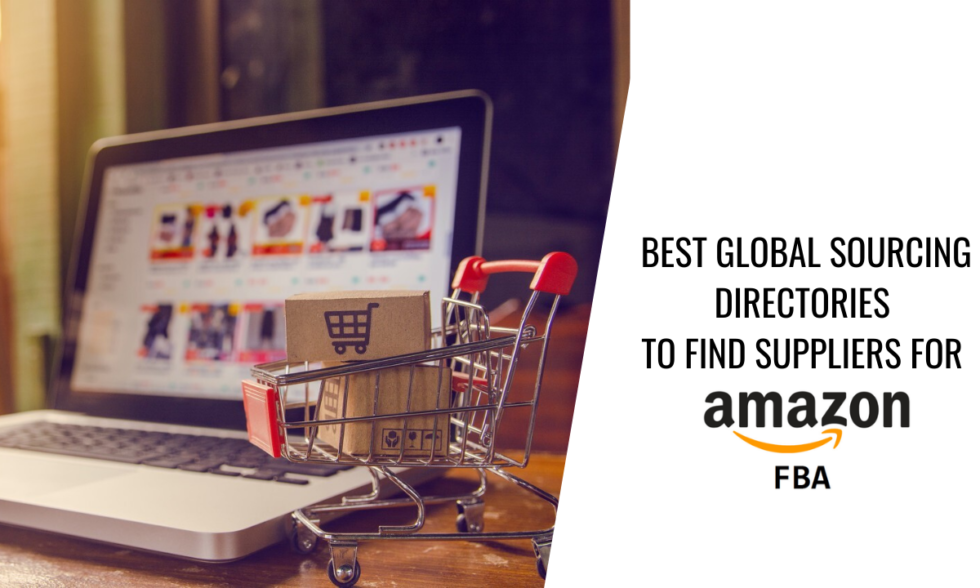 BEST GLOBAL SOURCING
DIRECTORIES
TO FIND SUPPLIERS FOR
amazon
FBA